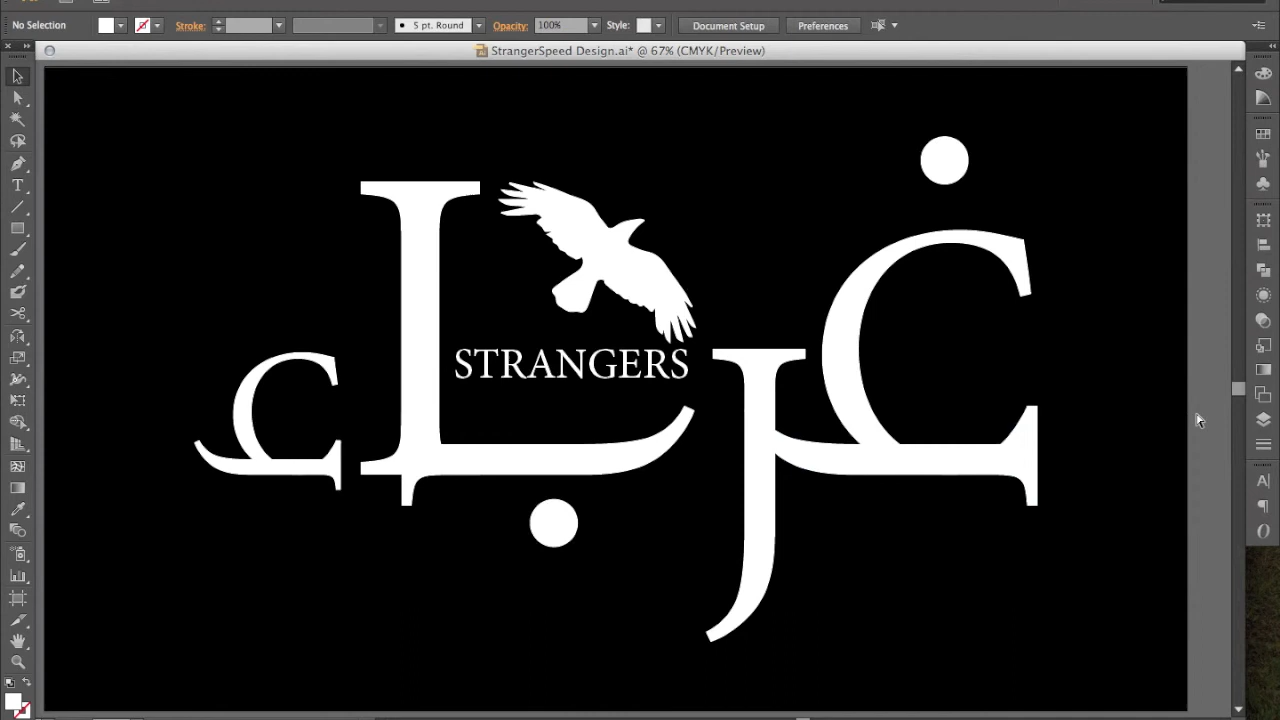 No Selection Stroke: 5 pt. Round Opacity: 100% Style: Document Setup Preferences
StrangerSpeed Design.ai* @ 67% (CMYK/Preview)
غرباء
STRANGERS